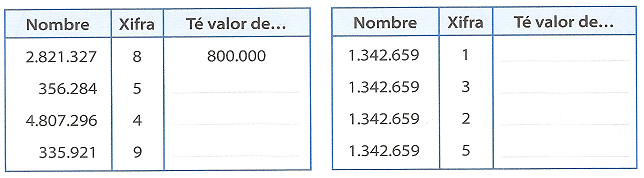 Nombre Xifra Té valor de...
2.821.327 8 800.000
356.284 5
4.807.296 4
335.921 9
Nombre Xifra Té valor de...
1.342.659 1
1.342.659 3
1.342.659 2
1.342.659 5